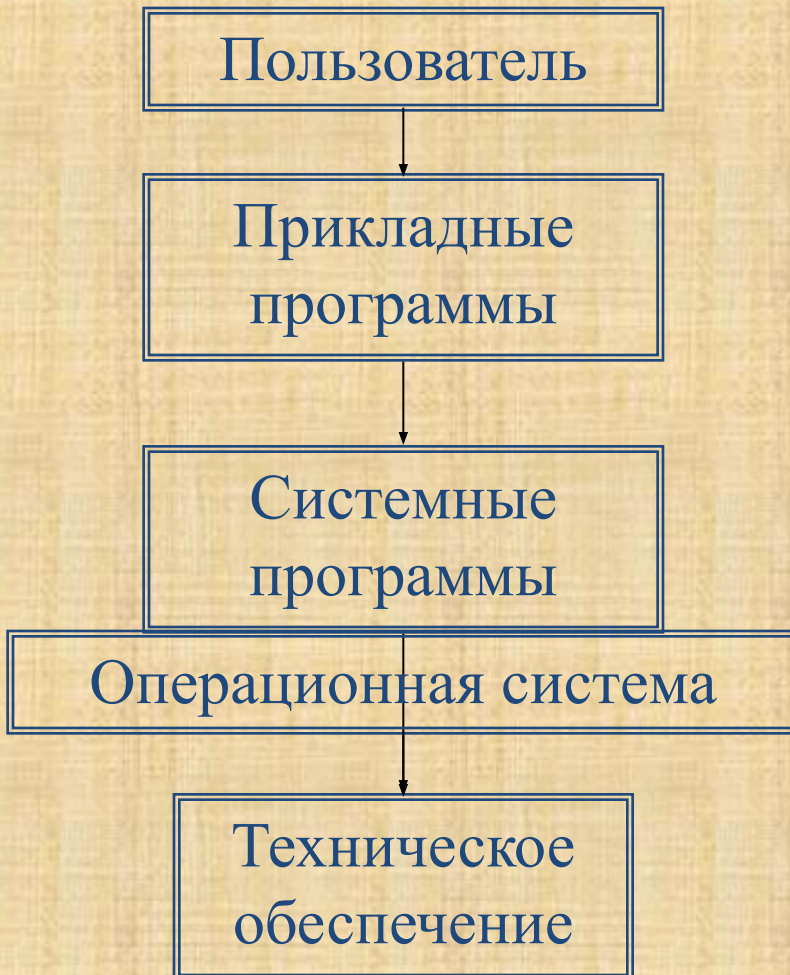 Пользователь
Прикладные
программы
Системные
программы
Операционная система
Техническое
обеспечение